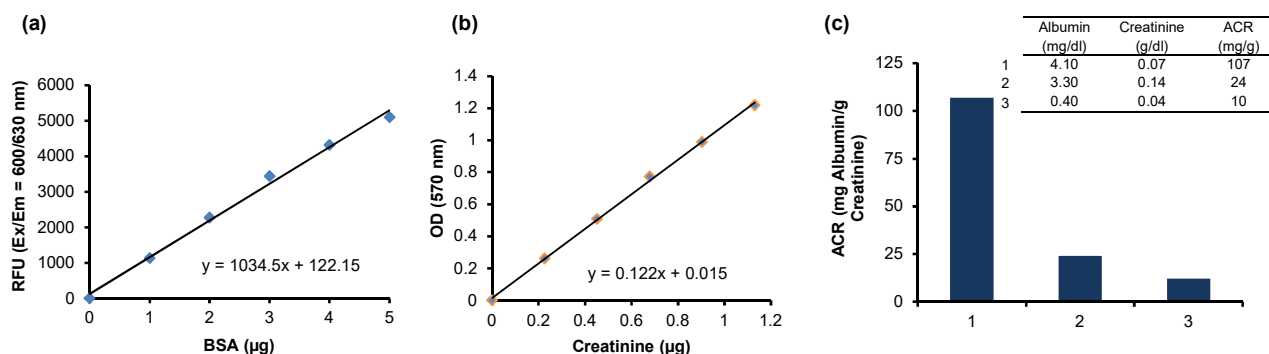 (a)
RFU (Ex/Em = 600/630 nm)
6000
5000
4000
3000
2000
1000
0
y = 1034.5x + 122.15
0 1 2 3 4 5
BSA (µg)
(b)
OD (570 nm)
1.4
1.2
1
0.8
0.6
0.4
0.2
0
y = 0.122x + 0.015
0 0.2 0.4 0.6 0.8 1 1.2
Creatinine (µg)
(c)
Albumin Creatinine ACR
(mg/dl) (g/dl) (mg/g)
1 4.10 0.07 107
2 3.30 0.14 24
3 0.40 0.04 10
ACR (mg Albumin/g
Creatinine)
125
100
75
50
25
0
1 2 3